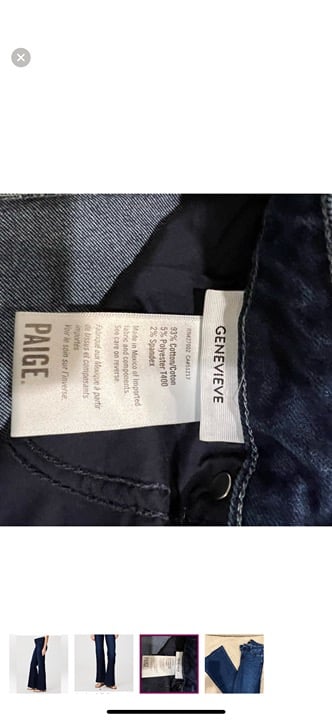 GENEVIEVE
93% Cotton/Coton
5% Polyester T400
2% Spandex
Made in Mexico of imported
fabric and components.
See care on reverse.
Fabriqué au Mexique à partir
de tissus et composants
importés
Voir le soin sur l'inverse.
PAIGE